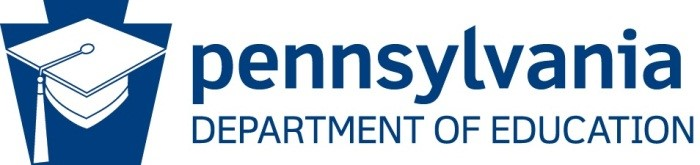 pennsylvania
DEPARTMENT OF EDUCATION